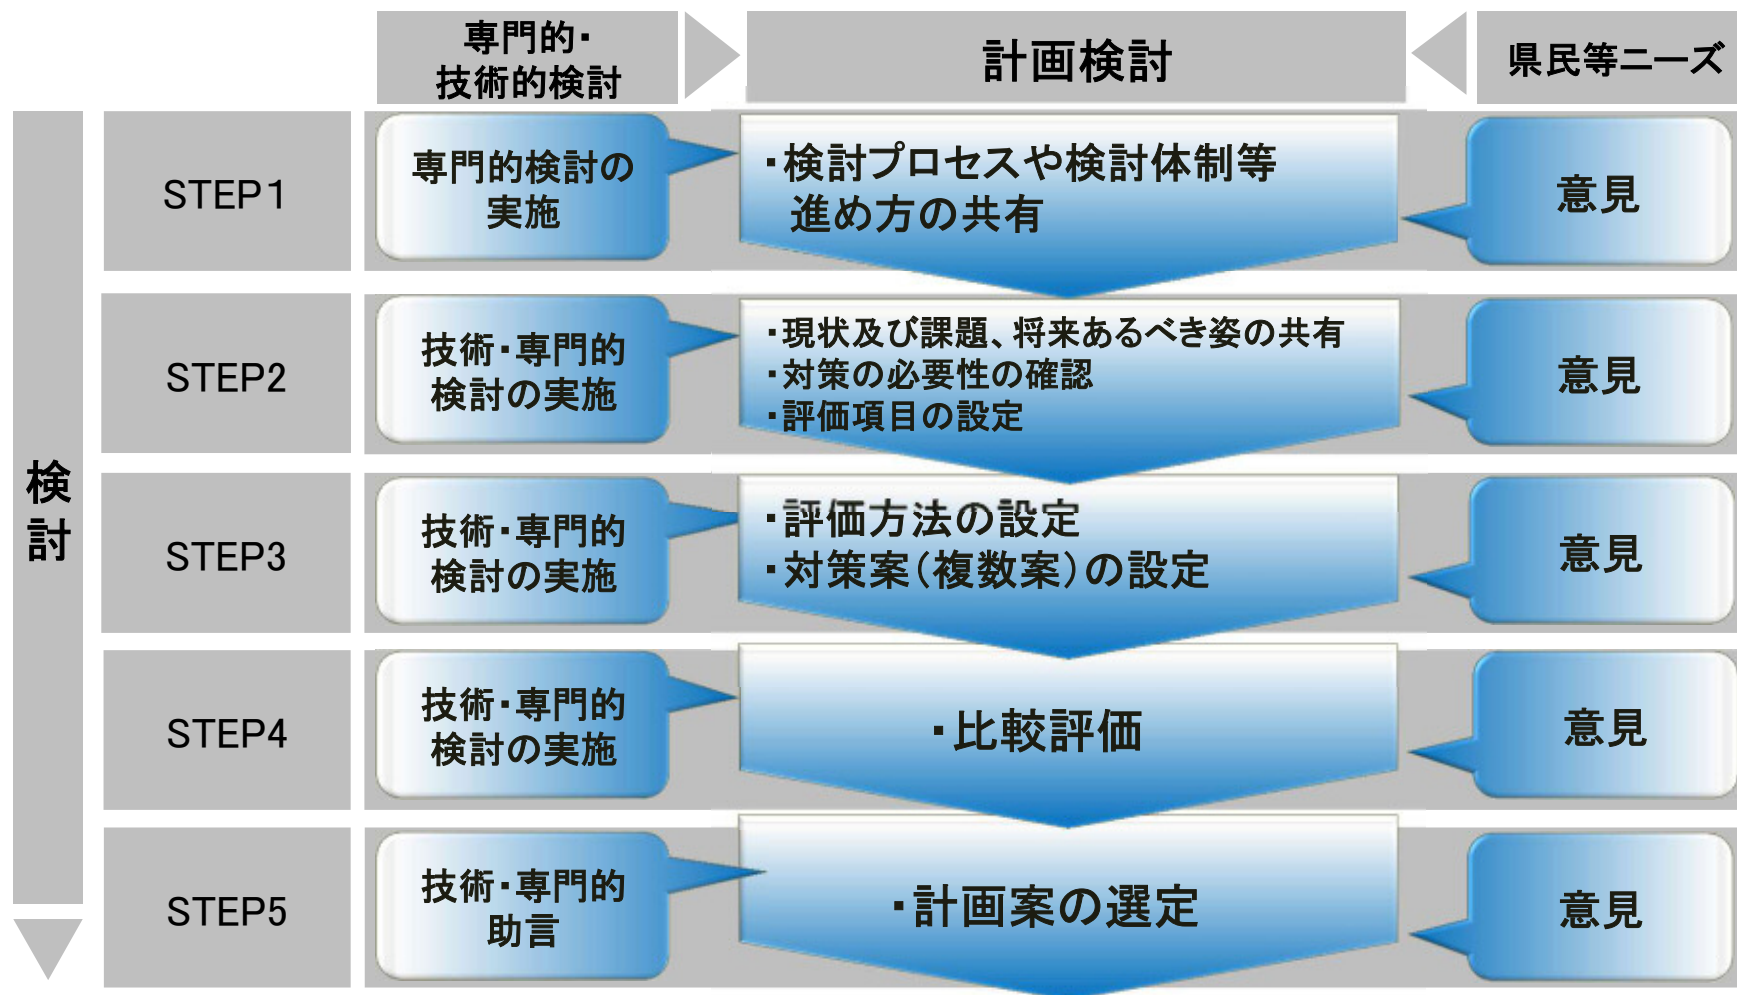 専門的・
技術的検討
計画検討
県民等ニーズ
検討
STEP1
専門的検討の
実施
・検討プロセスや検討体制等
進め方の共有
意見
STEP2
技術・専門的
検討の実施
・現状及び課題、将来あるべき姿の共有
・対策の必要性の確認
・評価項目の設定
意見
STEP3
技術・専門的
検討の実施
・評価方法の設定
・対策案(複数案)の設定
意見
STEP4
技術・専門的
検討の実施
・比較評価
意見
STEP5
技術・専門的
助言
・計画案の選定
意見